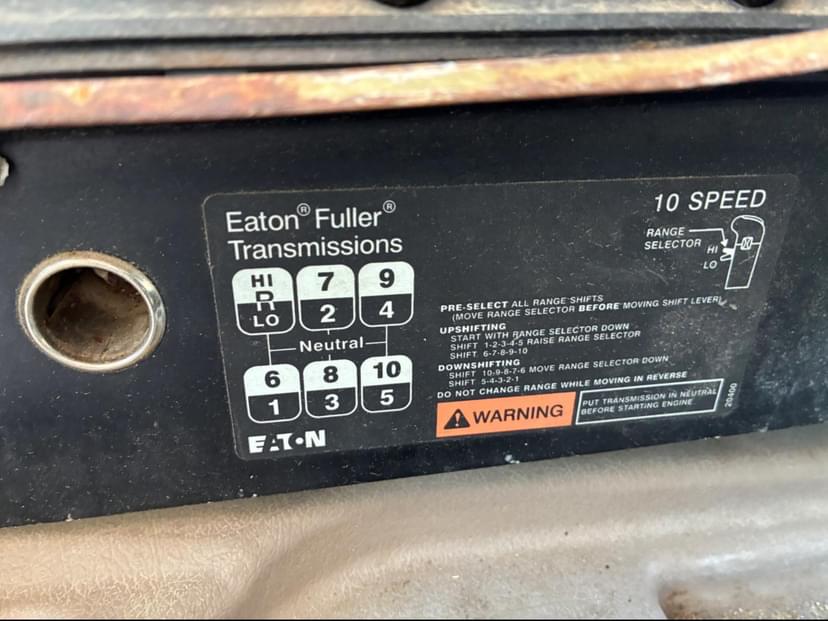 Eaton® Fuller®
Transmissions
10 SPEED
RANGE
SELECTOR
HI
LO
HI 7 9
R
LO 2 4
Neutral
6 8 10
1 3 5
EATON
PRE-SELECT ALL RANGE SHIFTS
(MOVE RANGE SELECTOR BEFORE MOVING SHIFT LEVER)
UPSHIFTING
START WITH RANGE SELECTOR DOWN
SHIFT 1-2-3-4-5 RAISE RANGE SELECTOR
SHIFT 6-7-8-9-10
DOWNSHIFTING
SHIFT 10-9-8-7-6 MOVE RANGE SELECTOR DOWN
SHIFT 5-4-3-2-1
DO NOT CHANGE RANGE WHILE MOVING IN REVERSE
WARNING
PUT TRANSMISSION IN NEUTRAL
BEFORE STARTING ENGINE
20400